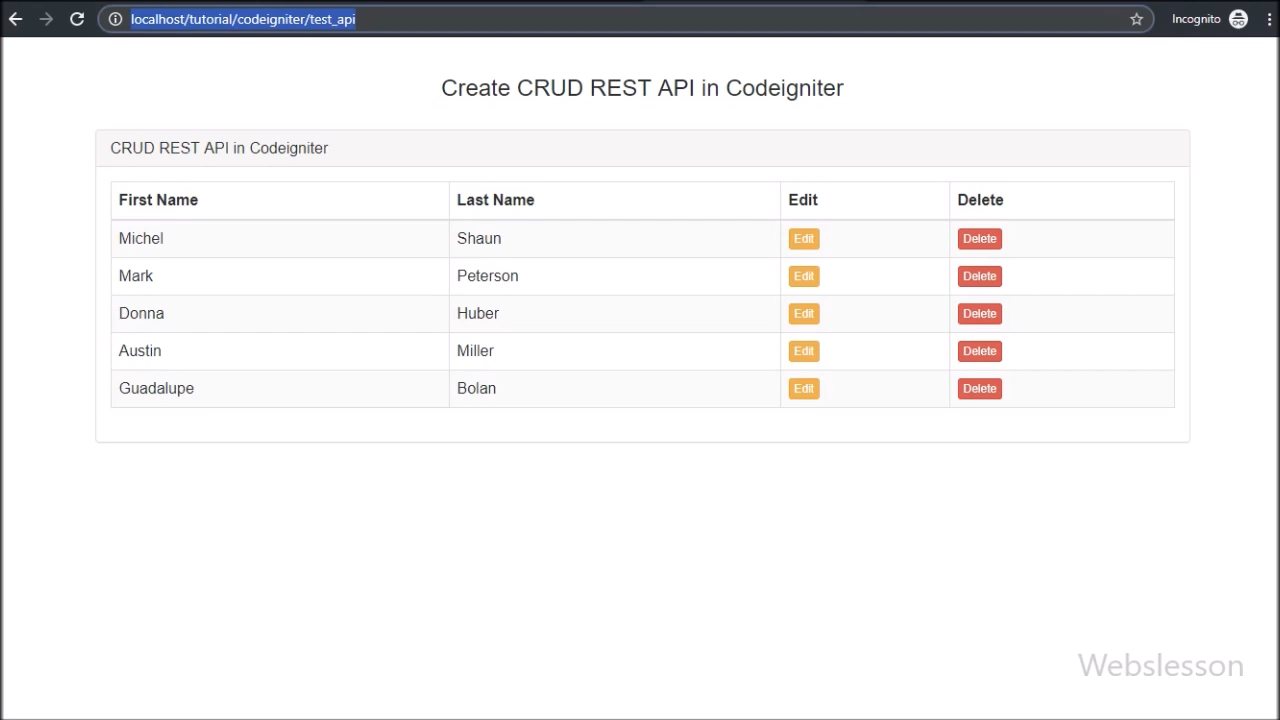 localhost/tutorial/codeigniter/test_api
Incognito
Create CRUD REST API in Codeigniter
CRUD REST API in Codeigniter
First Name Last Name Edit Delete
Michel Shaun Edit Delete
Mark Peterson Edit Delete
Donna Huber Edit Delete
Austin Miller Edit Delete
Guadalupe Bolan Edit Delete
Webslesson